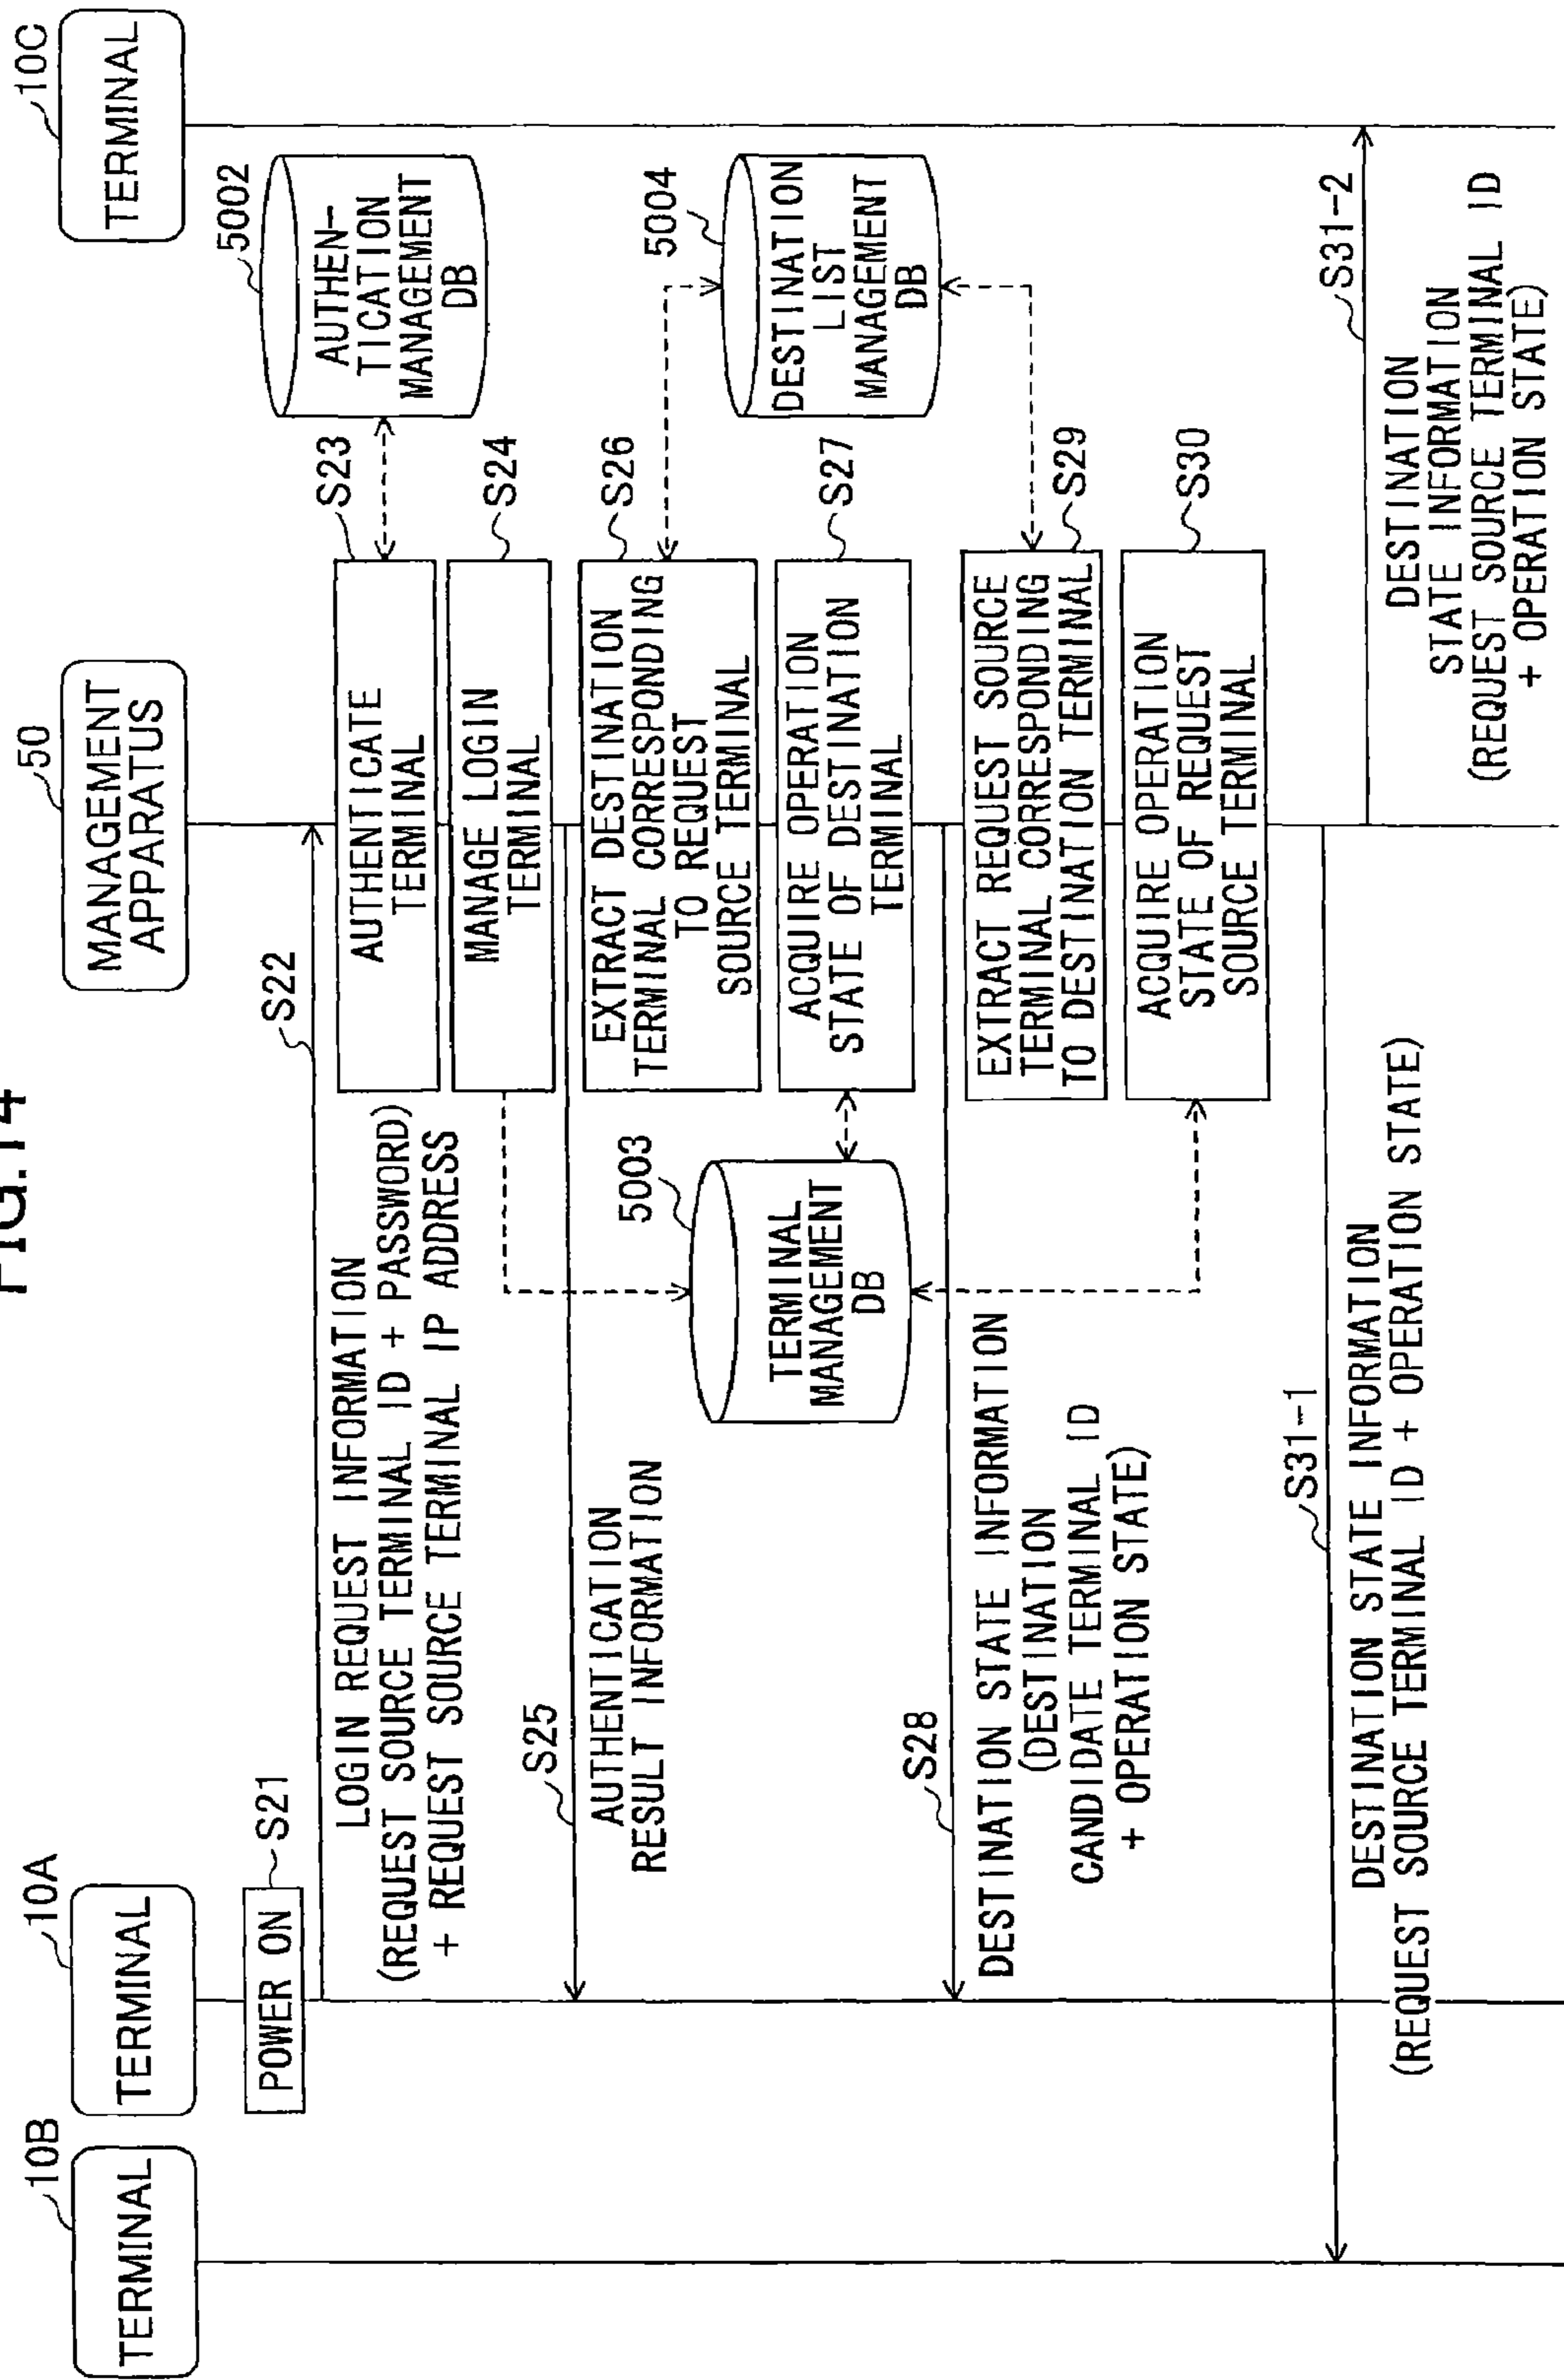 FIG.14
10B
TERMINAL
10A
TERMINAL
50
MANAGEMENT
APPARATUS
10C
TERMINAL
POWER ON
S21
S22
LOGIN REQUEST INFORMATION
(REQUEST SOURCE TERMINAL ID + PASSWORD)
+ REQUEST SOURCE TERMINAL IP ADDRESS
AUTHENTICATE
TERMINAL
S23
5002
AUTHEN-
TICATION
MANAGEMENT
DB
MANAGE LOGIN
TERMINAL
S24
S25
AUTHENTICATION
RESULT INFORMATION
5003
TERMINAL
MANAGEMENT
DB
EXTRACT DESTINATION
TERMINAL CORRESPONDING
TO REQUEST
SOURCE TERMINAL
S26
5004
DESTINATION
LIST
MANAGEMENT
DB
ACQUIRE OPERATION
STATE OF DESTINATION
TERMINAL
S27
S28
DESTINATION STATE INFORMATION
(DESTINATION
CANDIDATE TERMINAL ID
+ OPERATION STATE)
EXTRACT REQUEST SOURCE
TERMINAL CORRESPONDING
TO DESTINATION TERMINAL
S29
ACQUIRE OPERATION
STATE OF REQUEST
SOURCE TERMINAL
S30
S31-1
DESTINATION STATE INFORMATION
(REQUEST SOURCE TERMINAL ID + OPERATION STATE)
S31-2
DESTINATION
STATE INFORMATION
(REQUEST SOURCE TERMINAL ID
+ OPERATION STATE)